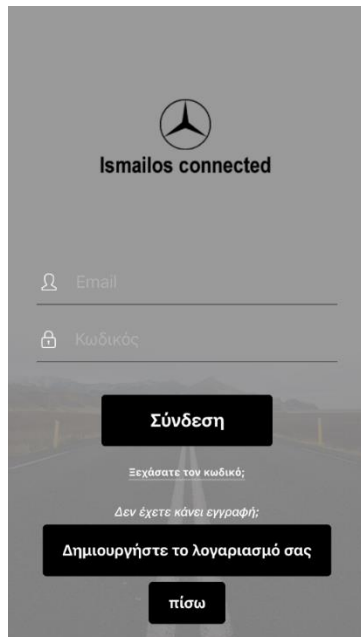 Ismailos connected
Email
Κωδικός
Σύνδεση
Ξεχάσατε τον κωδικό;
Δεν έχετε κάνει εγγραφή;
Δημιουργήστε το λογαριασμό σας
πίσω